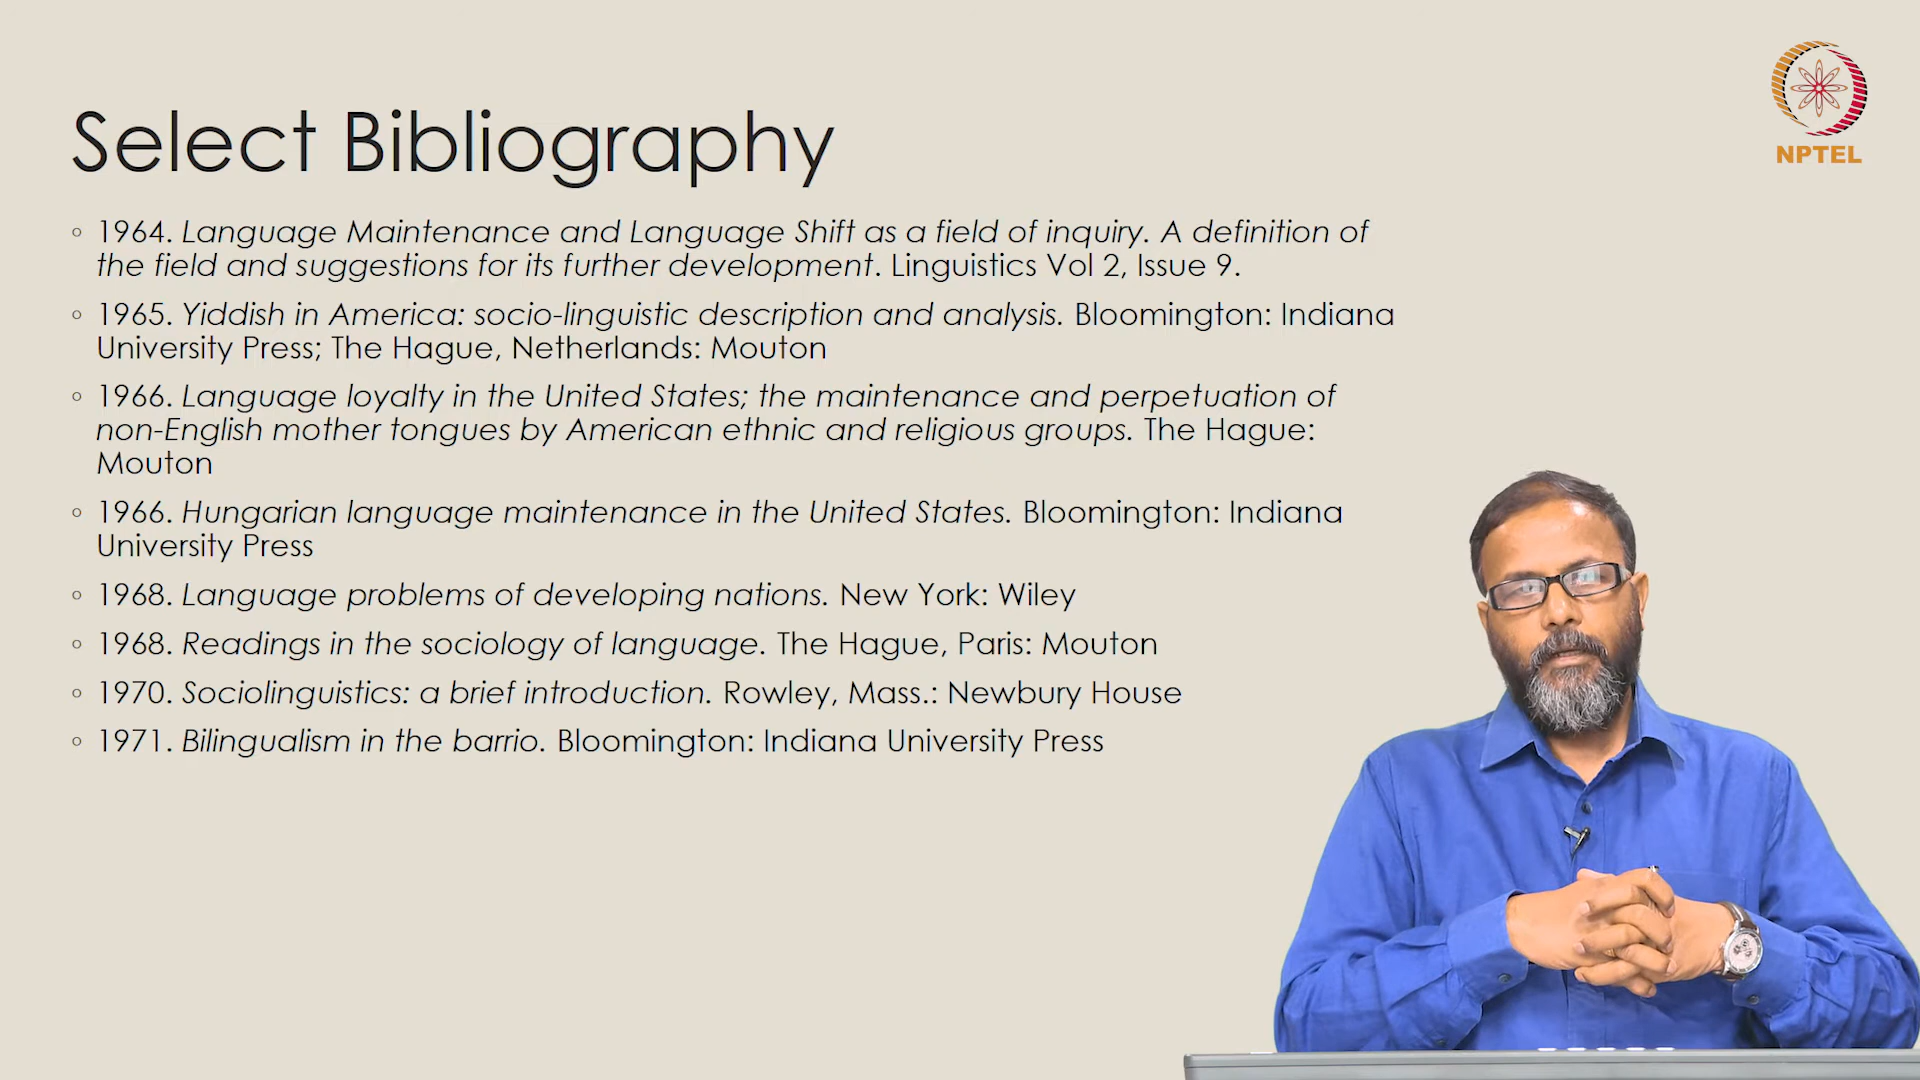 NPTEL
Select Bibliography
◦ 1964. Language Maintenance and Language Shift as a field of inquiry. A definition of
the field and suggestions for its further development. Linguistics Vol 2, Issue 9.
◦ 1965. Yiddish in America: socio-linguistic description and analysis. Bloomington: Indiana
University Press; The Hague, Netherlands: Mouton
◦ 1966. Language loyalty in the United States; the maintenance and perpetuation of
non-English mother tongues by American ethnic and religious groups. The Hague:
Mouton
◦ 1966. Hungarian language maintenance in the United States. Bloomington: Indiana
University Press
◦ 1968. Language problems of developing nations. New York: Wiley
◦ 1968. Readings in the sociology of language. The Hague, Paris: Mouton
◦ 1970. Sociolinguistics: a brief introduction. Rowley, Mass.: Newbury House
◦ 1971. Bilingualism in the barrio. Bloomington: Indiana University Press